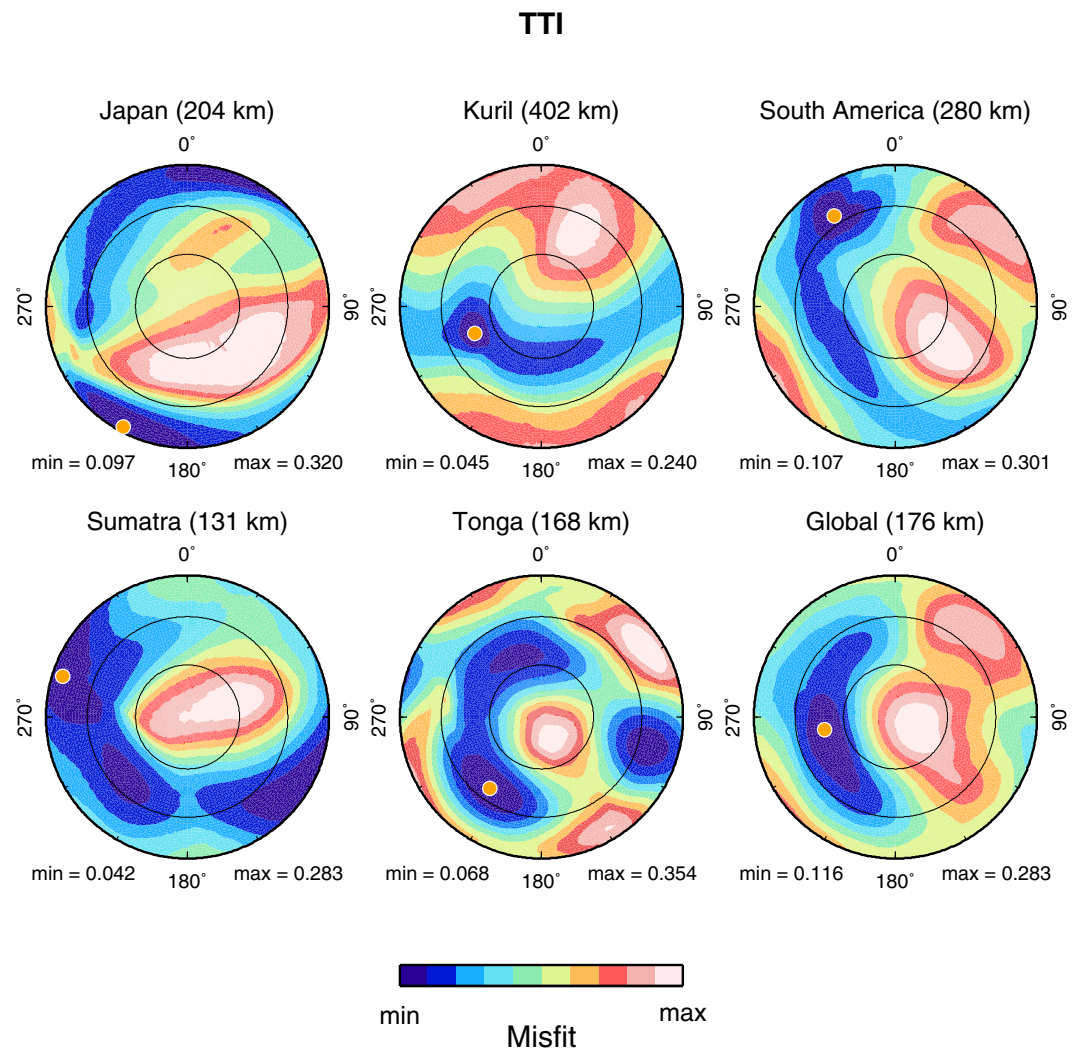 TTI
Japan (204 km)
0°
270°
90°
min = 0.097
180°
max = 0.320
Kuril (402 km)
0°
270°
90°
min = 0.045
180°
max = 0.240
South America (280 km)
0°
270°
90°
min = 0.107
180°
max = 0.301
Sumatra (131 km)
0°
270°
90°
min = 0.042
180°
max = 0.283
Tonga (168 km)
0°
270°
90°
min = 0.068
180°
max = 0.354
Global (176 km)
0°
270°
90°
min = 0.116
180°
max = 0.283
min
max
Misfit